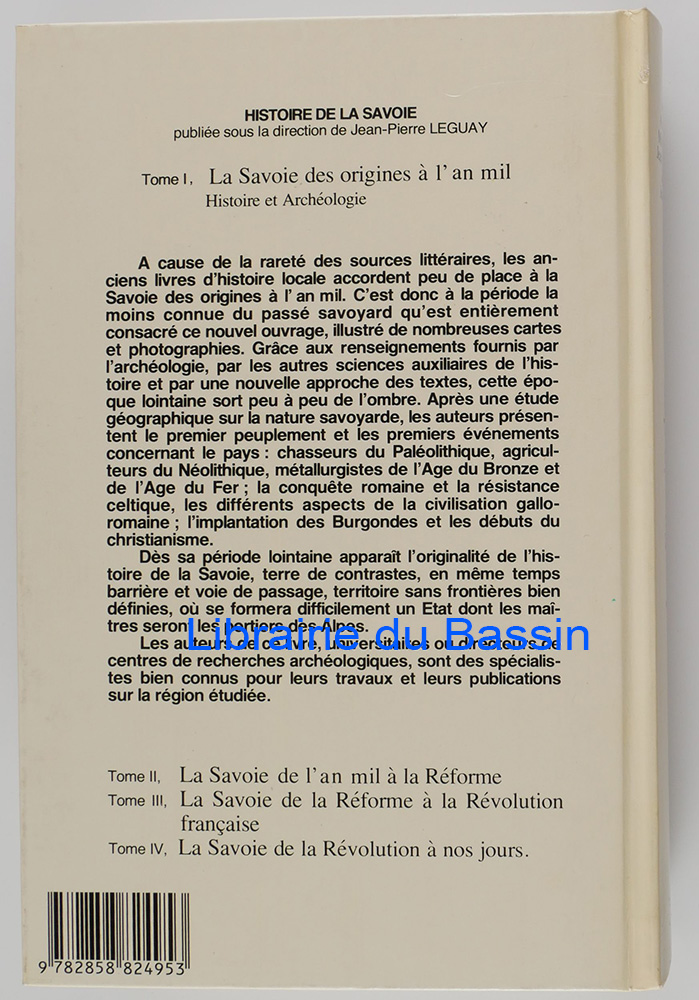 HISTOIRE DE LA SAVOIE
publiée sous la direction de Jean-Pierre LEGUAY
Tome I, La Savoie des origines à l'an mil
Histoire et Archéologie
A cause de la rareté des sources littéraires, les an-
ciens livres d'histoire locale accordent peu de place à la
Savoie des origines à l'an mil. C'est donc à la période la
moins connue du passé savoyard qu'est entièrement
consacré ce nouvel ouvrage, illustré de nombreuses cartes
et photographies. Grâce aux renseignements fournis par
l'archéologie, par les autres sciences auxiliaires de l'his-
toire et par une nouvelle approche des textes, cette épo-
que lointaine sort peu à peu de l'ombre. Après une étude
géographique sur la nature savoyarde, les auteurs présen-
tent le premier peuplement et les premiers événements
concernant le pays : chasseurs du Paléolithique, agricul-
teurs du Néolithique, métallurgistes de l'Age du Bronze et
de l'Age du Fer ; la conquête romaine et la résistance
celtique, les différents aspects de la civilisation gallo-
romaine ; l'implantation des Burgondes et les débuts du
christianisme.
Dès sa période lointaine apparaît l'originalité de l'his-
toire de la Savoie, terre de contrastes, en même temps
barrière et voie de passage, territoire sans frontières bien
définies, où se formera difficilement un Etat dont les maî-
tres seront les portiers des Alpes.
Librairie du Bassin
Les auteurs de ce livre, universitaires ou directeurs de
centres de recherches archéologiques, sont des spécialis-
tes bien connus pour leurs travaux et leurs publications
sur la région étudiée.
Tome II, La Savoie de l'an mil à la Réforme
Tome III, La Savoie de la Réforme à la Révolution
française
Tome IV, La Savoie de la Révolution à nos jours.
9 782858 824953